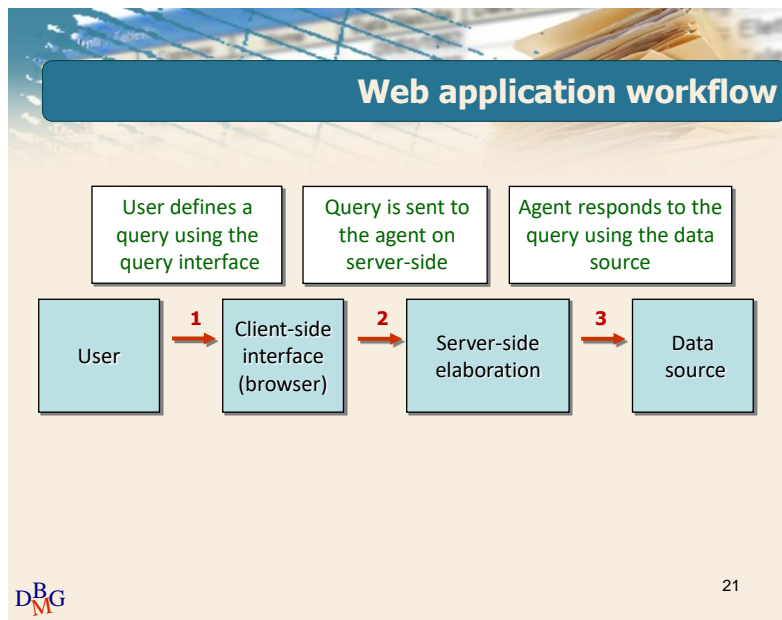 Web application workflow
User defines a
query using the
query interface
Query is sent to
the agent on
server-side
Agent responds to the
query using the data
source
1
2
3
User
Client-side
interface
(browser)
Server-side
elaboration
Data
source
21
DBMG